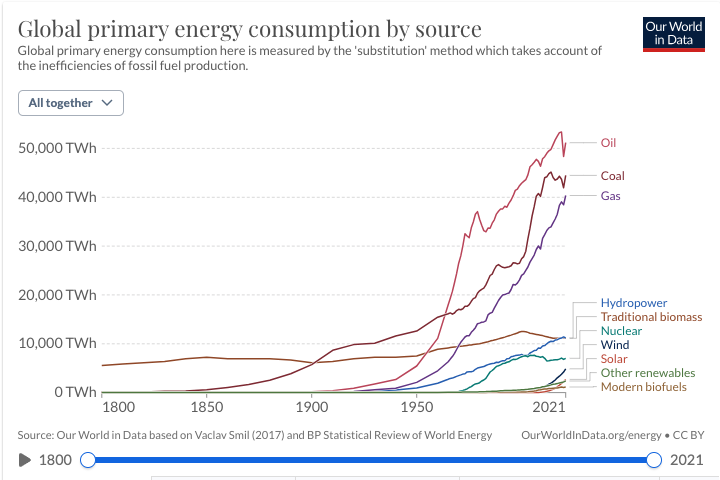 Global primary energy consumption by source
Our World
in Data
Global primary energy consumption here is measured by the 'substitution' method which takes account of
the inefficiencies of fossil fuel production.
All together
50,000 TWh
40,000 TWh
30,000 TWh
20,000 TWh
10,000 TWh
0 TWh
Oil
Coal
Gas
Hydropower
Traditional biomass
Nuclear
Wind
Solar
Other renewables
Modern biofuels
1800
1850
1900
1950
2021
Source: Our World in Data based on Vaclav Smil (2017) and BP Statistical Review of World Energy
OurWorldInData.org/energy • CC BY
1800
2021